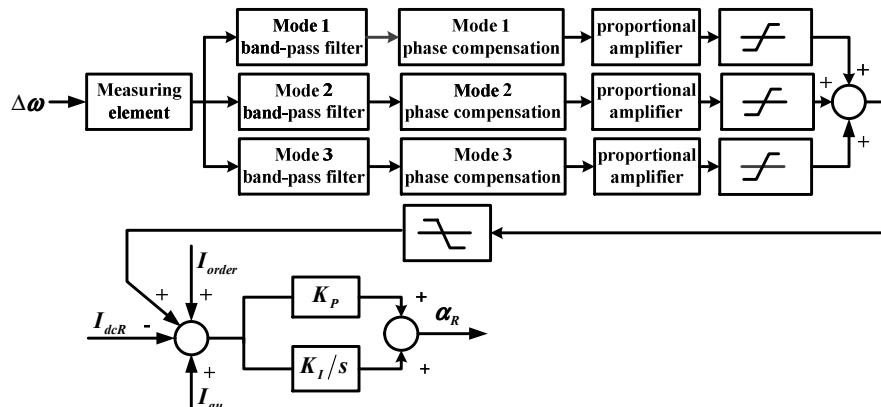 Mode 1
band-pass filter
Mode 1
phase compensation
proportional
amplifier
+
Δω
Measuring
element
Mode 2
band-pass filter
Mode 2
phase compensation
proportional
amplifier
+
Mode 3
band-pass filter
Mode 3
phase compensation
proportional
amplifier
+
I_order
+
+
I_dcR
-
+
K_P
+
α_R
K_I/s
+